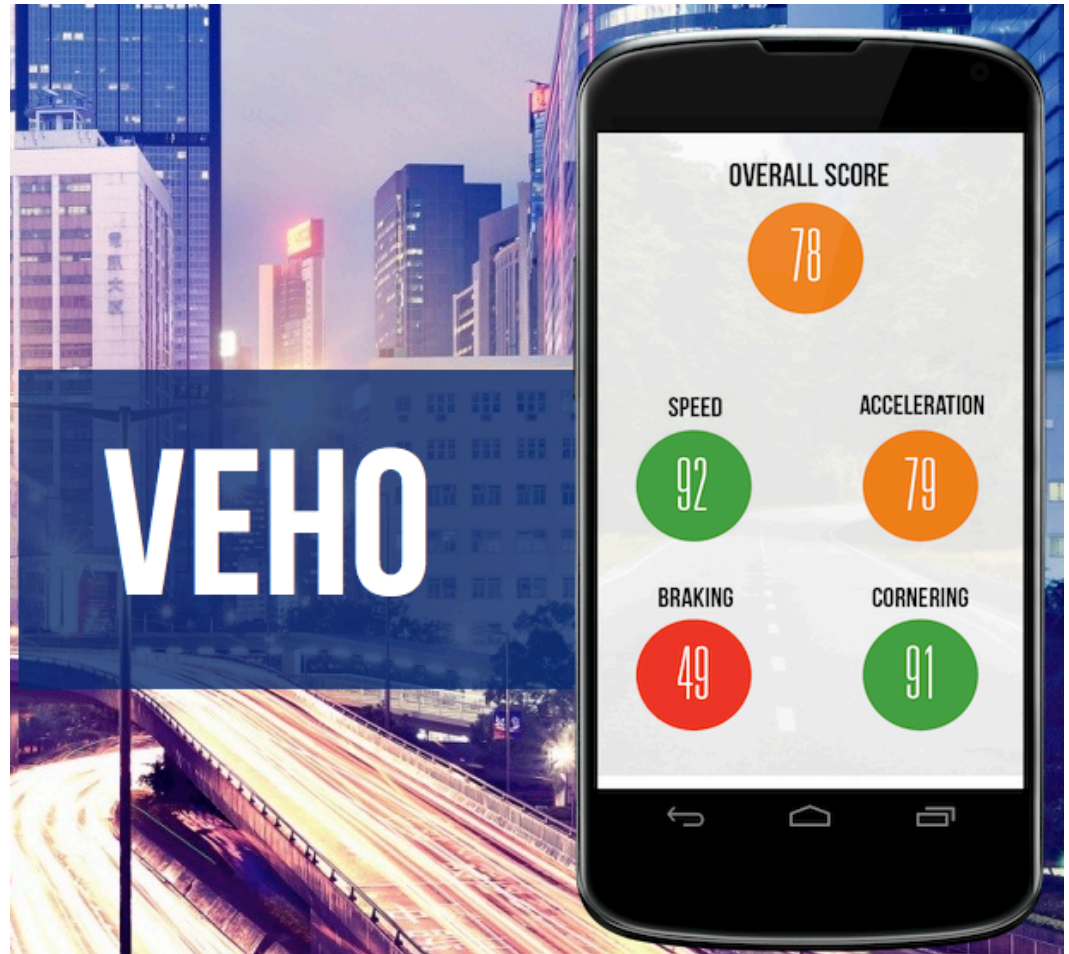 VEHO
OVERALL SCORE
78
SPEED
ACCELERATION
92
79
BRAKING
CORNERING
49
91